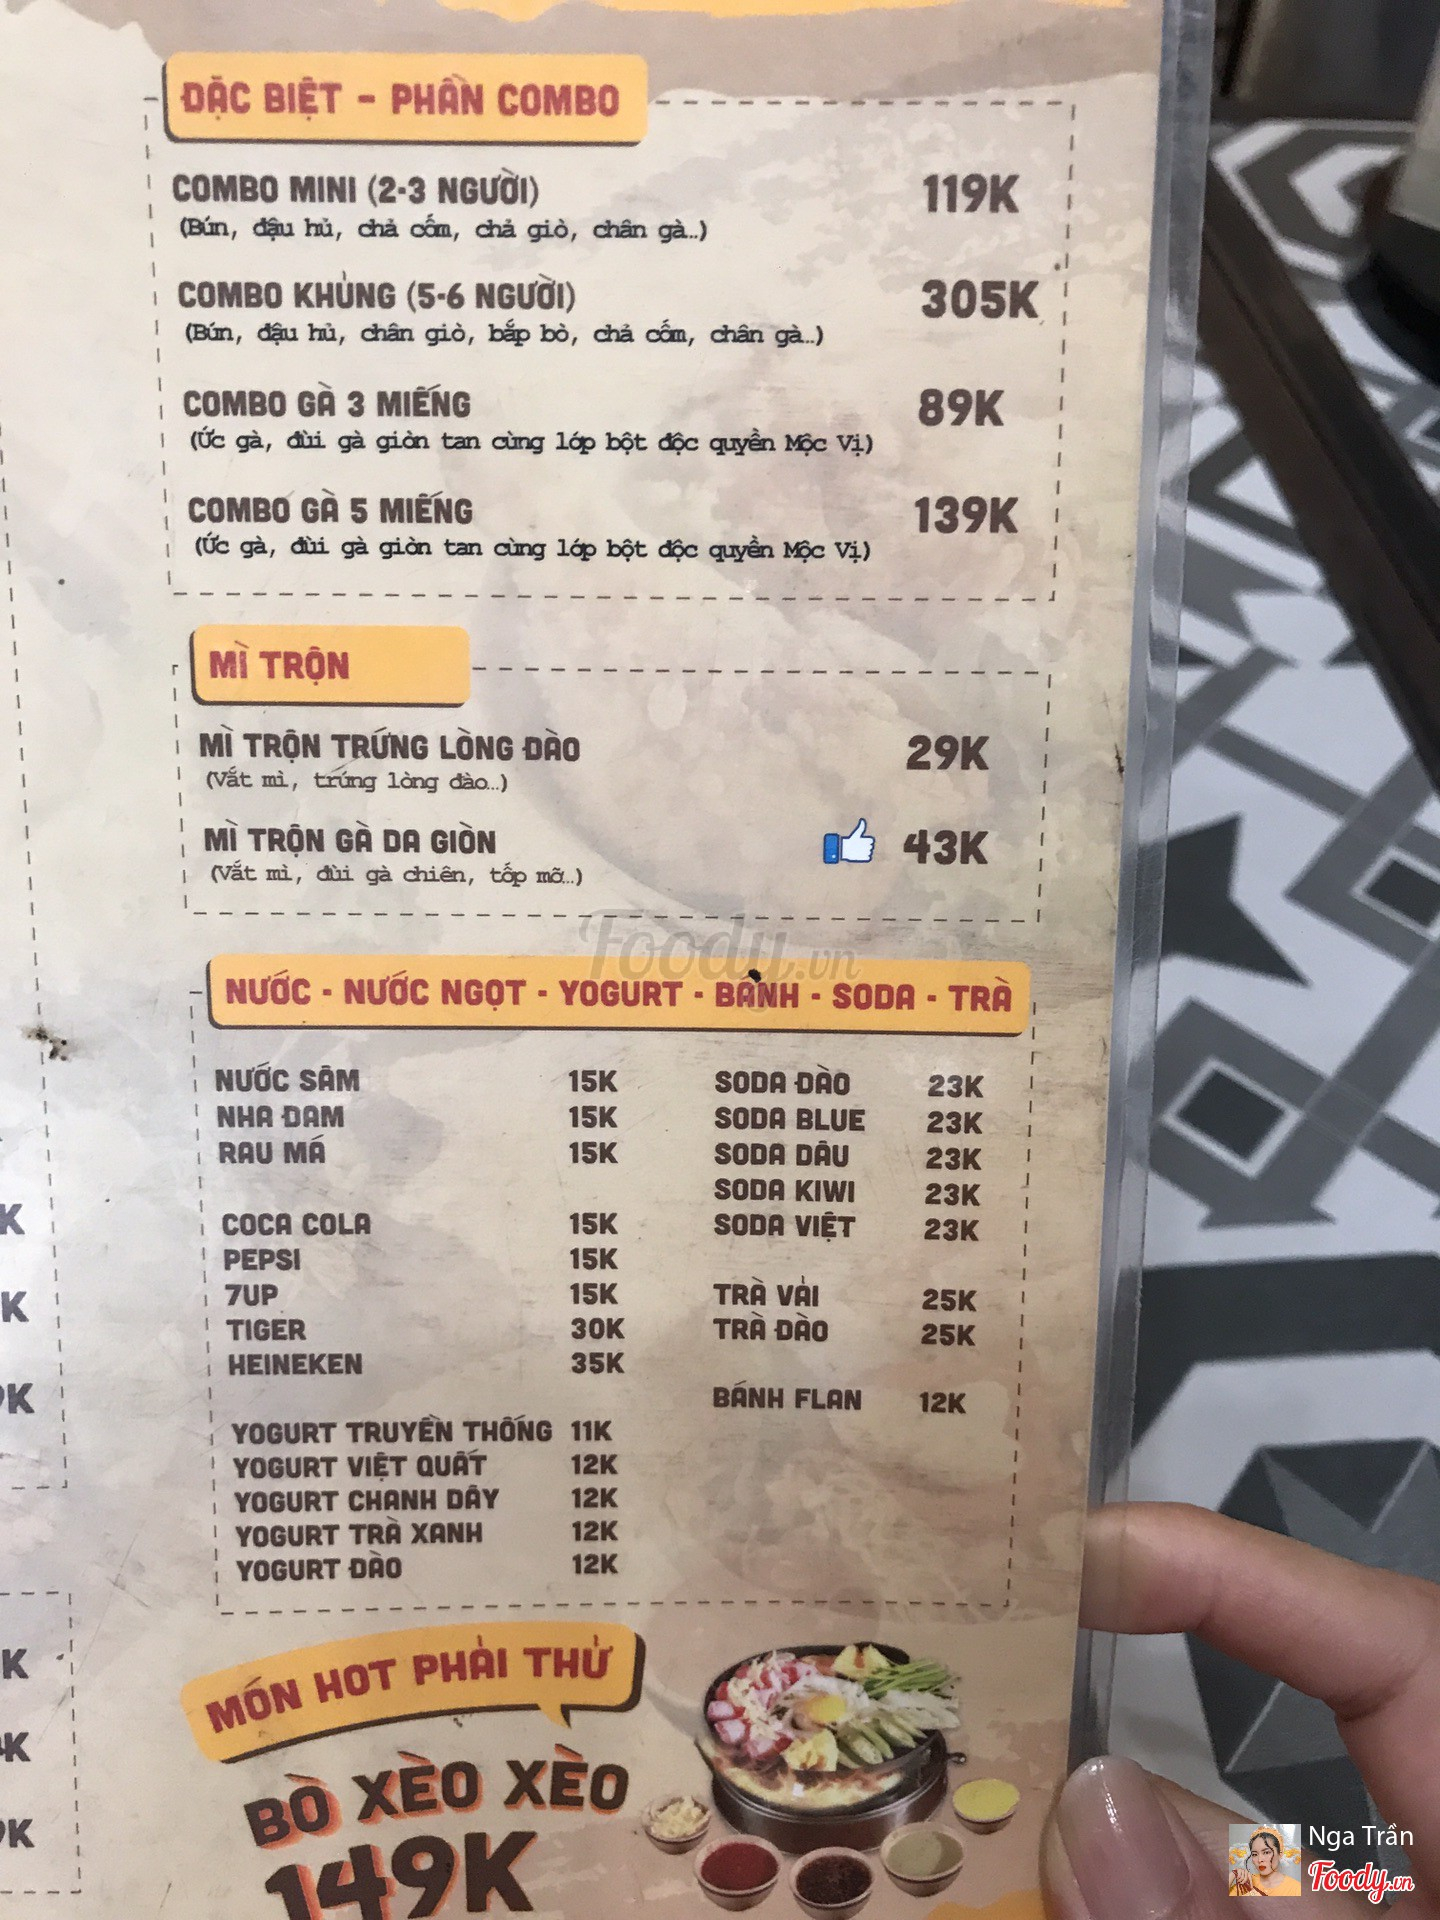 ĐẶC BIỆT - PHẦN COMBO
COMBO MINI (2-3 NGƯỜI) 119K
(Bún, đậu hủ, chả cốm, chả giò, chân gà…)
COMBO KHỦNG (5-6 NGƯỜI) 305K
(Bún, đậu hủ, chân giò, bắp bò, chả cốm, chân gà…)
COMBO GÀ 3 MIẾNG 89K
(Ức gà, đùi gà giòn tan cùng lớp bột độc quyền Mộc Vị)
COMBO GÀ 5 MIẾNG 139K
(Ức gà, đùi gà giòn tan cùng lớp bột độc quyền Mộc Vị)
MÌ TRỘN
MÌ TRỘN TRỨNG LÒNG ĐÀO 29K
(Vắt mì, trứng lòng đào…)
MÌ TRỘN GÀ DA GIÒN 43K
(Vắt mì, đùi gà chiên, tốp mỡ…)
Foody.vn
NƯỚC - NƯỚC NGỌT - YOGURT - BÁNH - SODA - TRÀ
NƯỚC SÂM 15K
NHA ĐAM 15K
RAU MÁ 15K
COCA COLA 15K
PEPSI 15K
7UP 15K
TIGER 30K
HEINEKEN 35K
YOGURT TRUYỀN THỐNG 11K
YOGURT VIỆT QUẤT 12K
YOGURT CHANH DÂY 12K
YOGURT TRÀ XANH 12K
YOGURT ĐÀO 12K
SODA ĐÀO 23K
SODA BLUE 23K
SODA DÂU 23K
SODA KIWI 23K
SODA VIỆT 23K
TRÀ VẢI 25K
TRÀ ĐÀO 25K
BÁNH FLAN 12K
MÓN HOT PHẢI THỬ
BÒ XÈO XÈO
149K
Nga Trần
Foody.vn